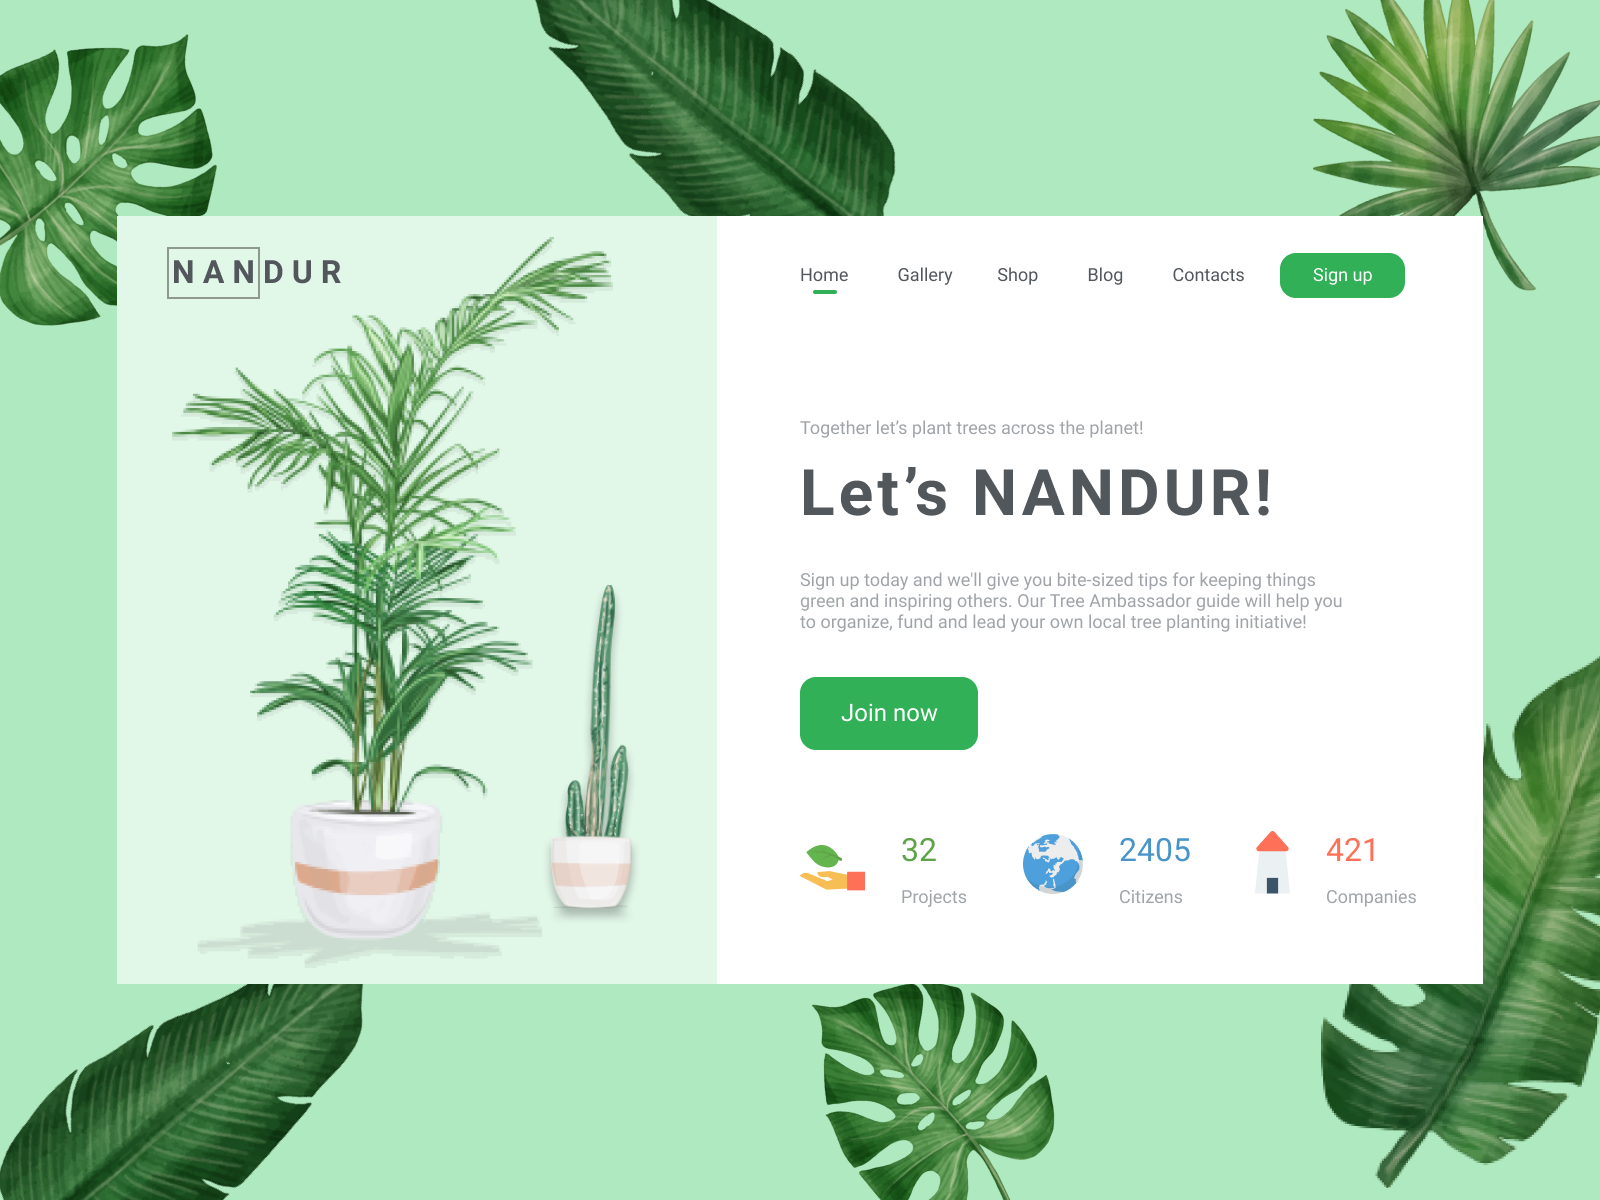 NANDUR
Home Gallery Shop Blog Contacts Sign up
Together let’s plant trees across the planet!
Let’s NANDUR!
Sign up today and we'll give you bite-sized tips for keeping things
green and inspiring others. Our Tree Ambassador guide will help you
to organize, fund and lead your own local tree planting initiative!
Join now
32 2405 421
Projects Citizens Companies